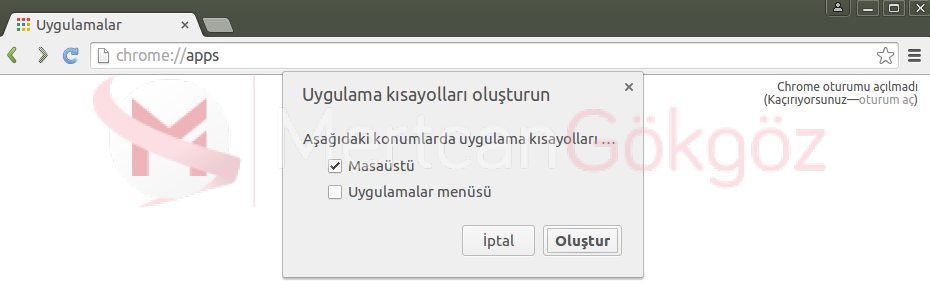 Uygulamalar
chrome://apps
Chrome oturumu açılmadı
(Kaçırıyorsunuz—oturum aç)
Uygulama kısayolları oluşturun
Aşağıdaki konumlarda uygulama kısayolları ...
Masaüstü
Uygulamalar menüsü
İptal
Oluştur
M MertcanGökgöz